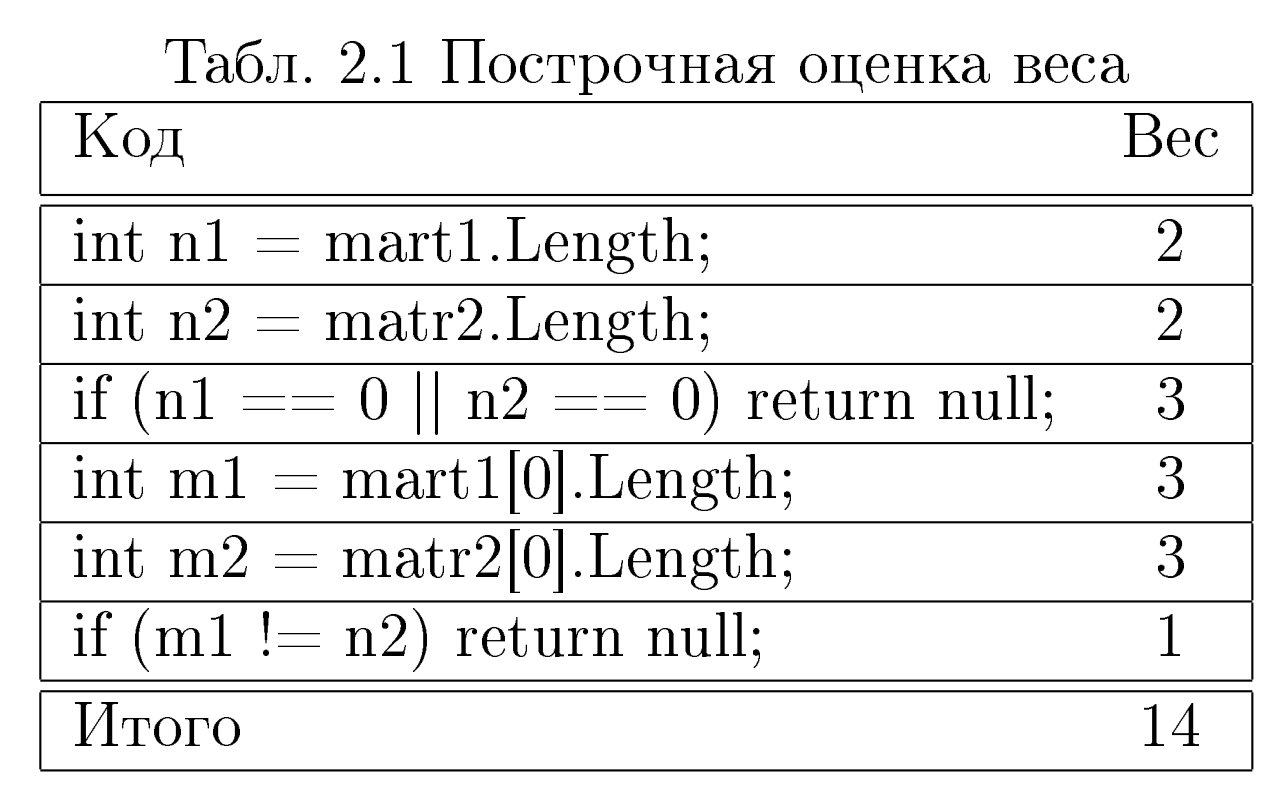 Табл. 2.1 Построчная оценка веса
Код Вес
int n1 = mart1.Length; 2
int n2 = matr2.Length; 2
if (n1 == 0 || n2 == 0) return null; 3
int m1 = mart1[0].Length; 3
int m2 = matr2[0].Length; 3
if (m1 != n2) return null; 1
Итого 14